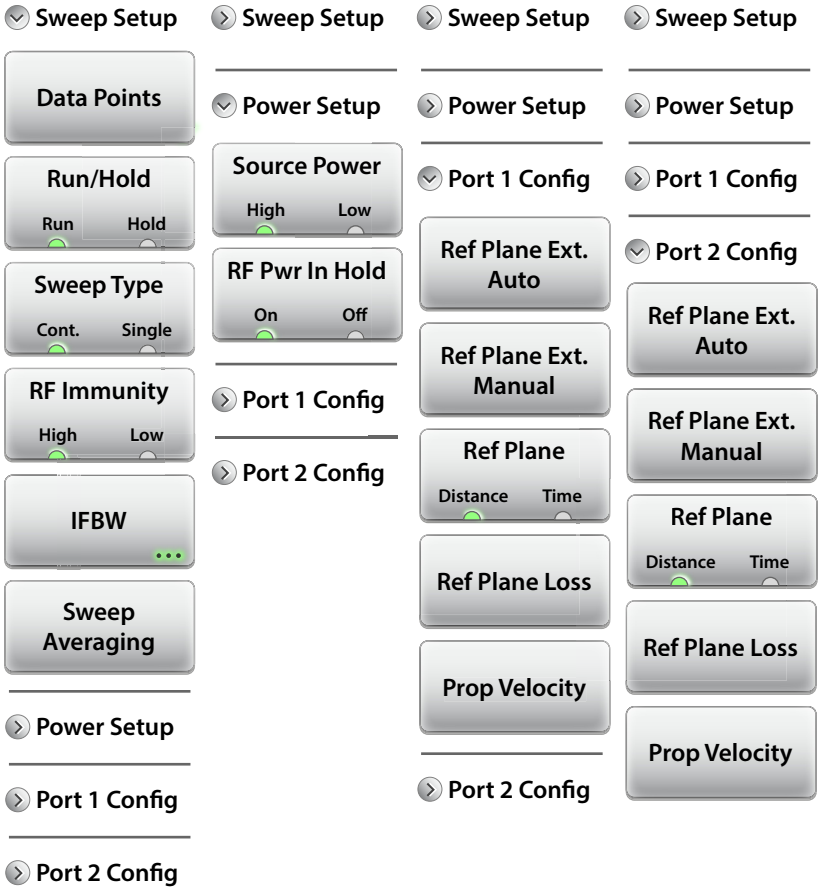 Sweep Setup
Data Points
Run/Hold
Run Hold
Sweep Type
Cont. Single
RF Immunity
High Low
IFBW
Sweep
Averaging
Power Setup
Port 1 Config
Port 2 Config
Sweep Setup
Power Setup
Source Power
High Low
RF Pwr In Hold
On Off
Port 1 Config
Port 2 Config
Sweep Setup
Power Setup
Port 1 Config
Ref Plane Ext.
Auto
Ref Plane Ext.
Manual
Ref Plane
Distance Time
Ref Plane Loss
Prop Velocity
Port 2 Config
Sweep Setup
Power Setup
Port 1 Config
Port 2 Config
Ref Plane Ext.
Auto
Ref Plane Ext.
Manual
Ref Plane
Distance Time
Ref Plane Loss
Prop Velocity